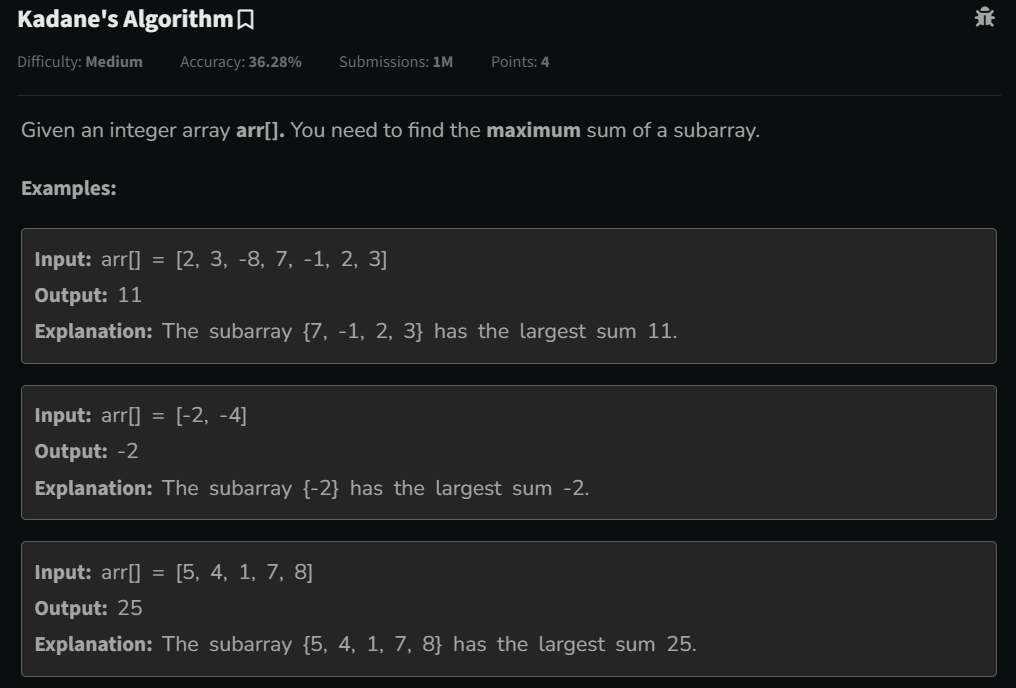 Kadane's Algorithm
Difficulty: Medium Accuracy: 36.28% Submissions: 1M Points: 4
Given an integer array arr[]. You need to find the maximum sum of a subarray.
Examples:
Input: arr[] = [2, 3, -8, 7, -1, 2, 3]
Output: 11
Explanation: The subarray {7, -1, 2, 3} has the largest sum 11.
Input: arr[] = [-2, -4]
Output: -2
Explanation: The subarray {-2} has the largest sum -2.
Input: arr[] = [5, 4, 1, 7, 8]
Output: 25
Explanation: The subarray {5, 4, 1, 7, 8} has the largest sum 25.